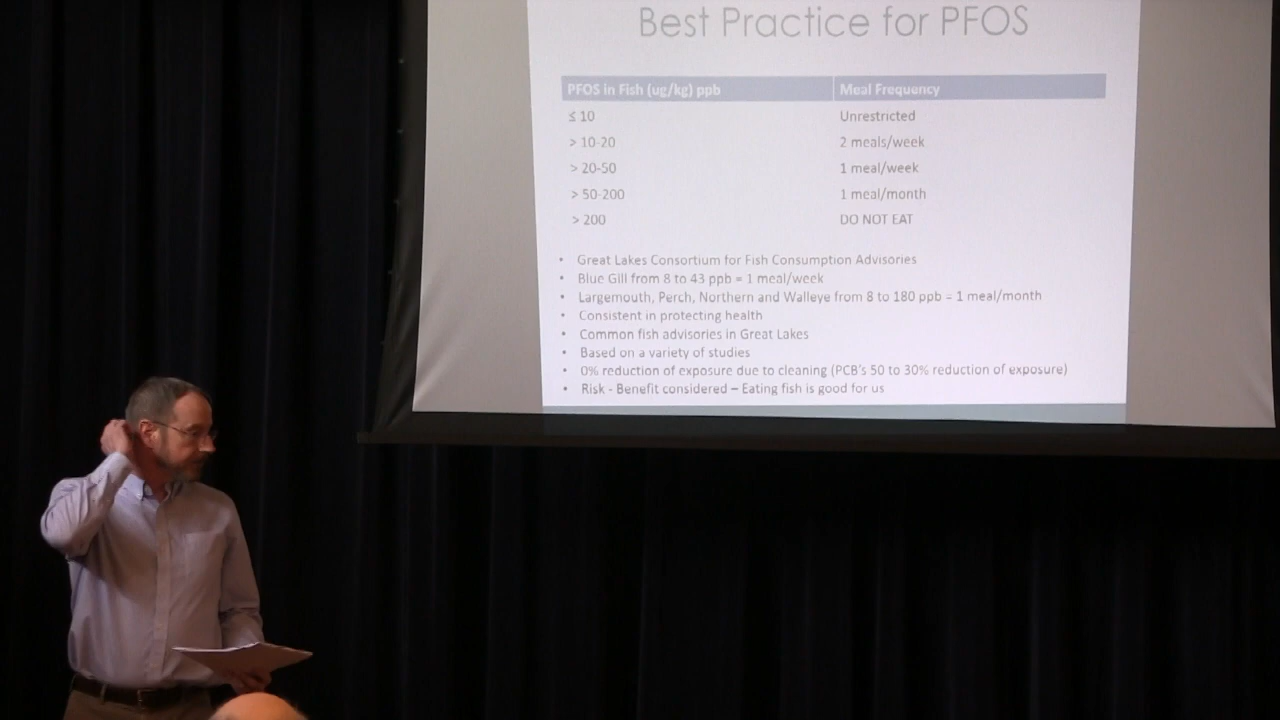 Best Practice for PFOS
PFOS in Fish (ug/kg) ppb Meal Frequency
≤ 10 Unrestricted
> 10-20 2 meals/week
> 20-50 1 meal/week
> 50-200 1 meal/month
> 200 DO NOT EAT
• Great Lakes Consortium for Fish Consumption Advisories
• Blue Gill from 8 to 43 ppb = 1 meal/week
• Largemouth, Perch, Northern and Walleye from 8 to 180 ppb = 1 meal/month
• Consistent in protecting health
• Common fish advisories in Great Lakes
• Based on a variety of studies
• 0% reduction of exposure due to cleaning (PCB's 50 to 30% reduction of exposure)
• Risk - Benefit considered – Eating fish is good for us